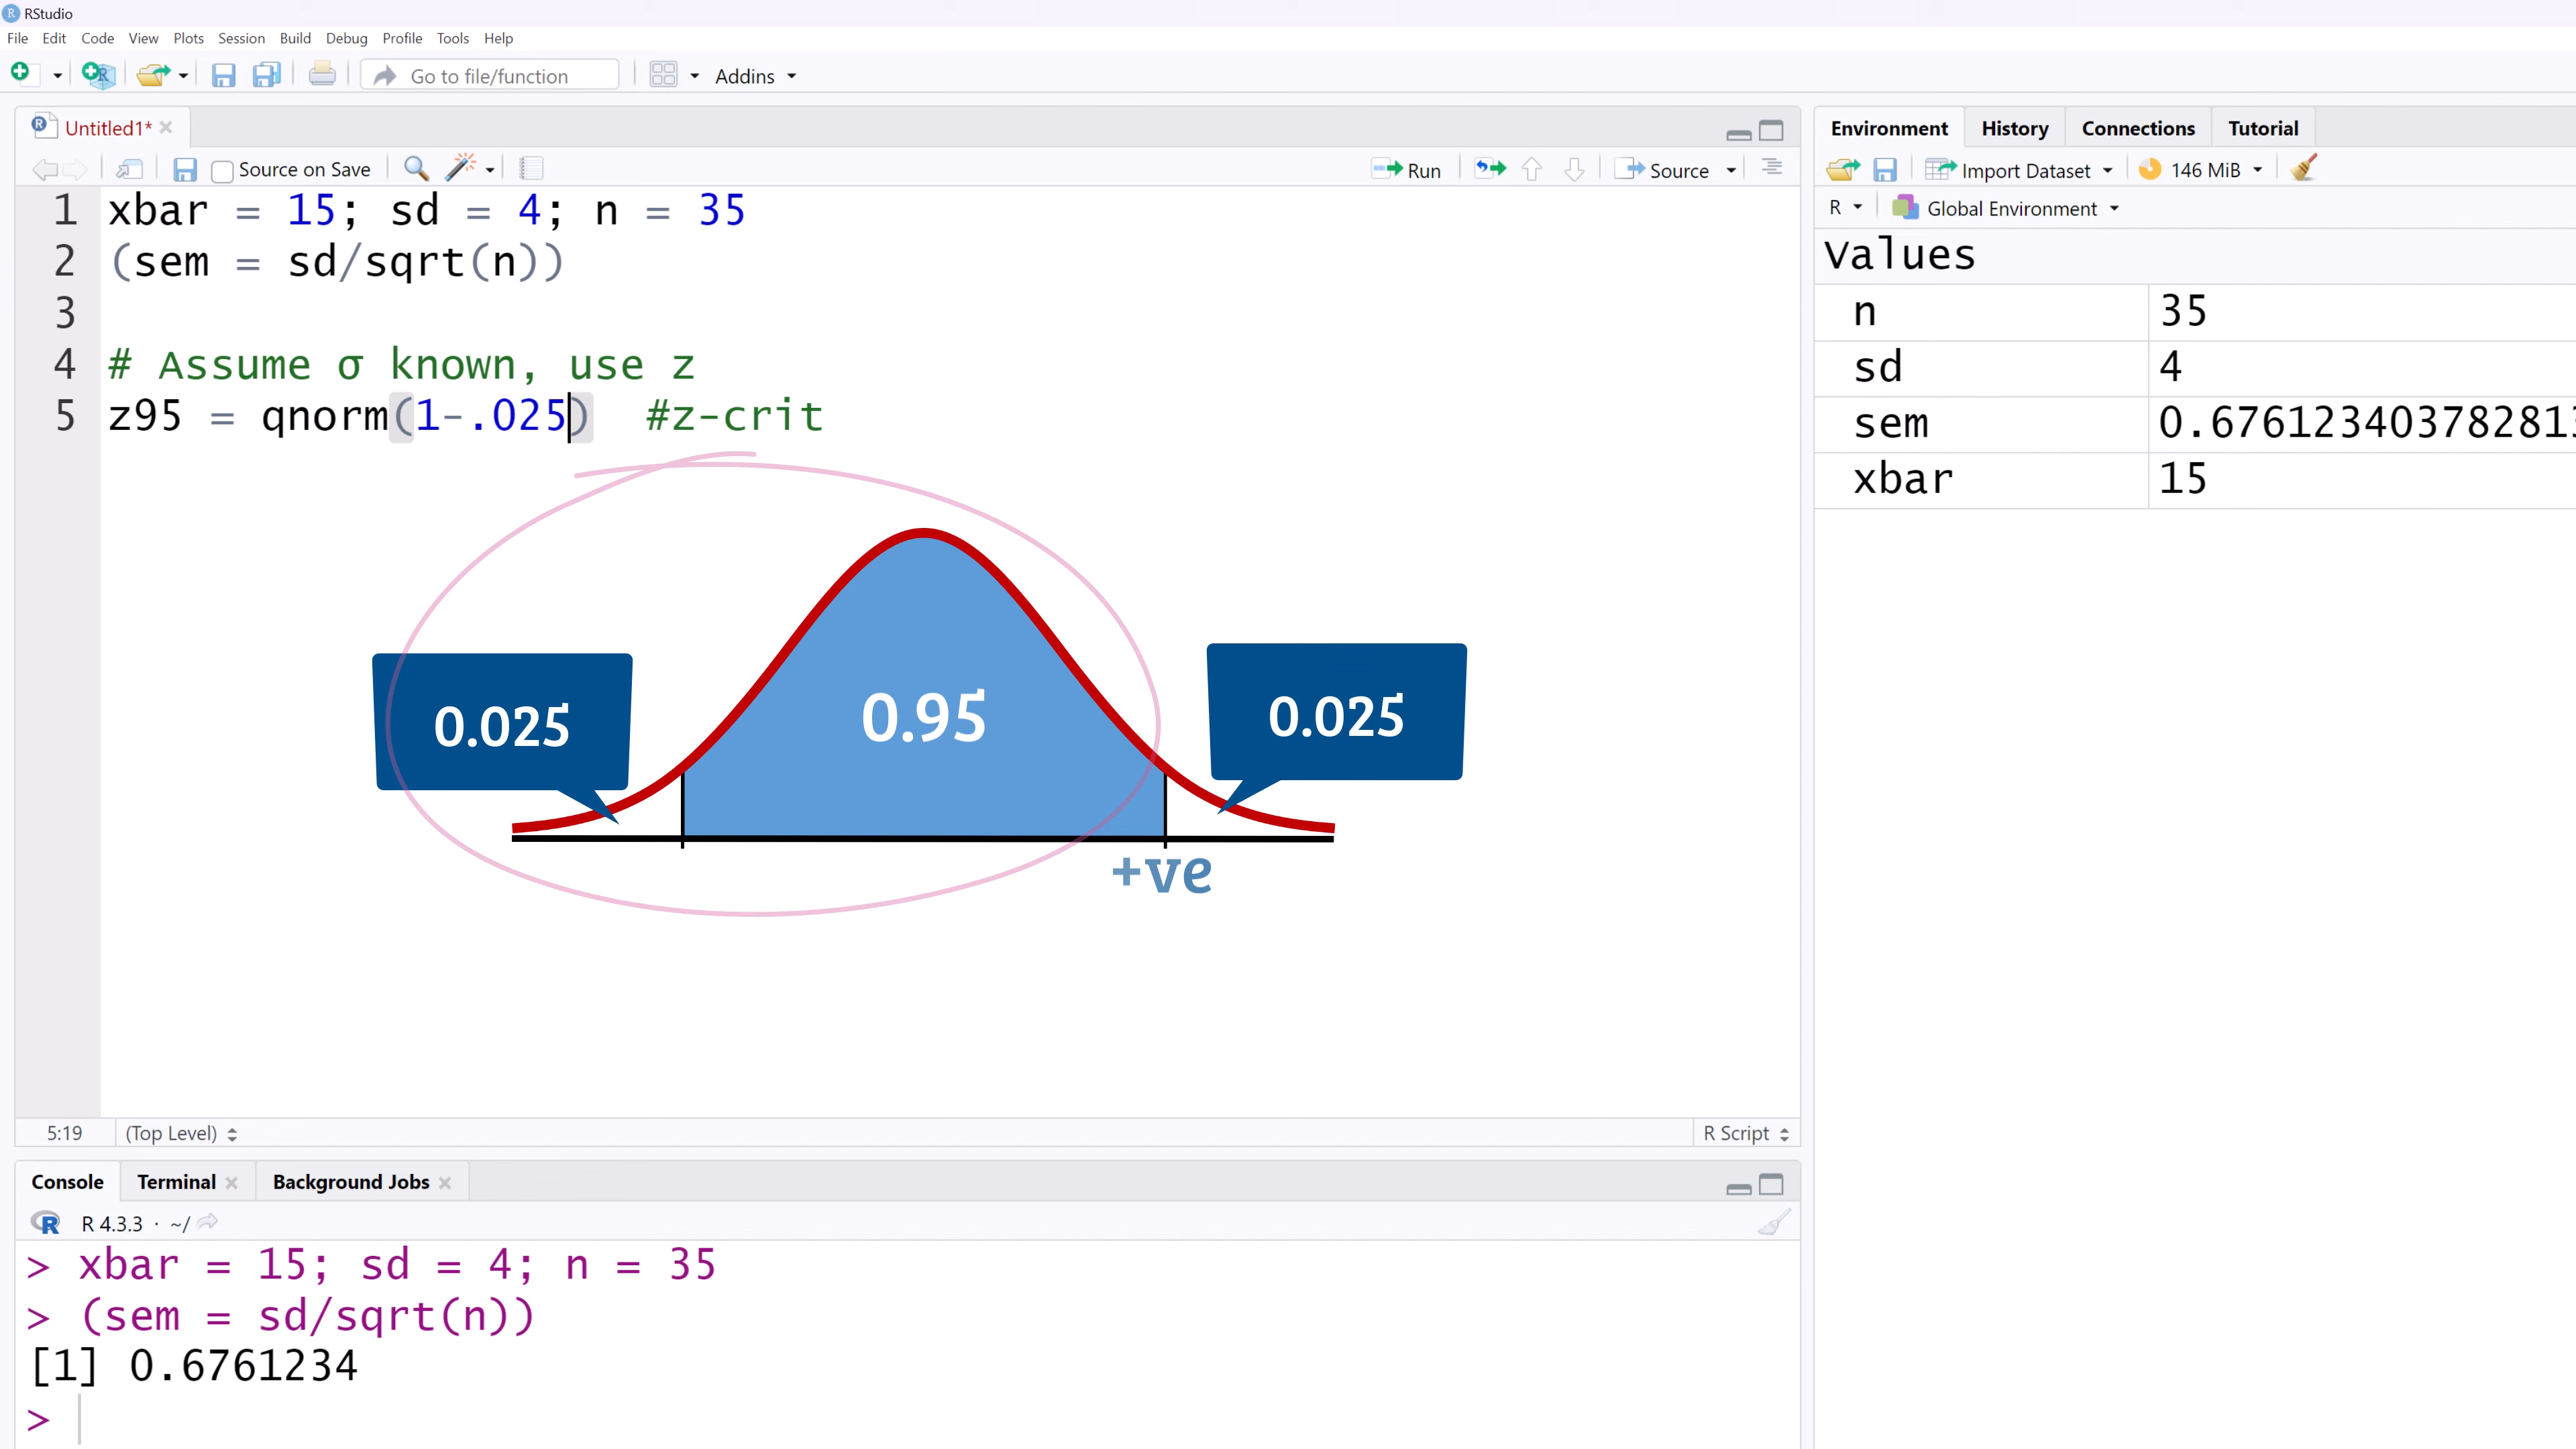 RStudio
File Edit Code View Plots Session Build Debug Profile Tools Help
Go to file/function Addins
Untitled1*
Source on Save Run Source
1 xbar = 15; sd = 4; n = 35
2 (sem = sd/sqrt(n))
3
4 # Assume σ known, use z
5 z95 = qnorm(1-.025) #z-crit
0.025
0.95
0.025
+ve
5:19 (Top Level) R Script
Console Terminal Background Jobs
R 4.3.3 · ~/
> xbar = 15; sd = 4; n = 35
> (sem = sd/sqrt(n))
[1] 0.6761234
>
Environment History Connections Tutorial
Import Dataset 146 MiB
R Global Environment
Values
n 35
sd 4
sem 0.676123403782813
xbar 15